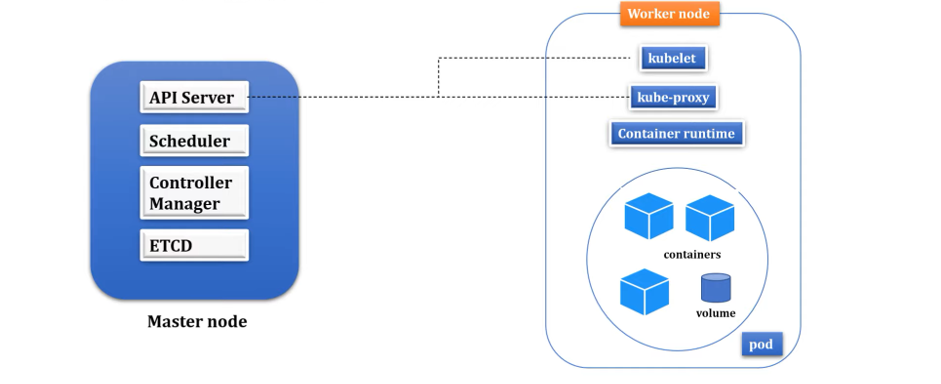 API Server
Scheduler
Controller
Manager
ETCD
Master node
Worker node
kubelet
kube-proxy
Container runtime
containers
volume
pod